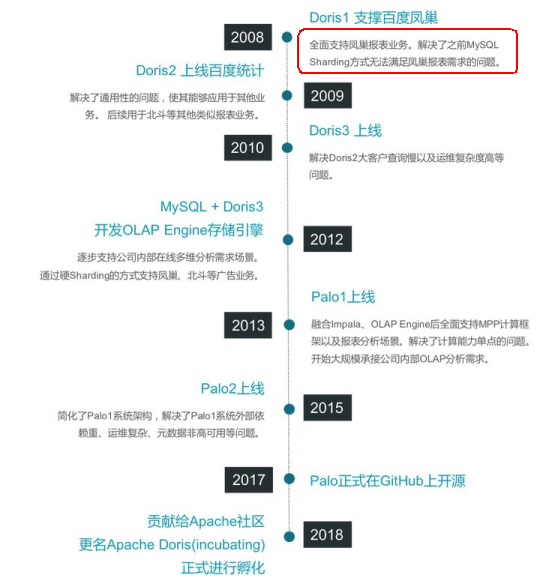 2008
Doris1 支撑百度凤巢
全面支持凤巢报表业务。解决了之前MySQL
Sharding方式无法满足凤巢报表需求的问题。
Doris2 上线百度统计
解决了通用性的问题，使其能够应用于其他业
务。 后续用于北斗等其他类似报表业务。
2009
2010
Doris3 上线
解决Doris2大客户查询慢以及运维复杂度高等
问题。
MySQL + Doris3
开发OLAP Engine存储引擎
逐步支持公司内部在线多维分析需求场景。
通过硬Sharding的方式支持凤巢、北斗等广告业务。
2012
2013
Palo1上线
融合Impala、OLAP Engine后全面支持MPP计算框
架以及报表分析场景。解决了计算能力单点的问题。
开始大规模承接公司内部OLAP分析需求。
Palo2上线
简化了Palo1系统架构，解决了Palo1系统外部依
赖重、运维复杂、元数据非高可用等问题。
2015
2017
Palo正式在GitHub上开源
贡献给Apache社区
更名Apache Doris(incubating)
正式进行孵化
2018